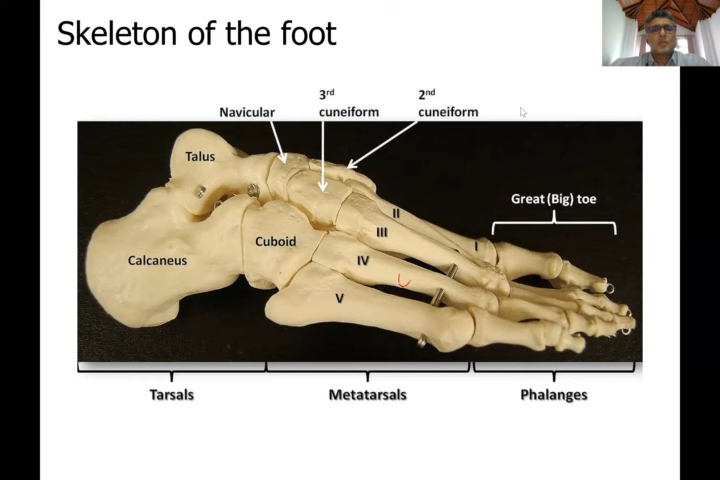 Skeleton of the foot
Navicular
3rd
cuneiform
2nd
cuneiform
Talus
Great (Big) toe
II
III
I
Cuboid
IV
Calcaneus
V
Tarsals
Metatarsals
Phalanges